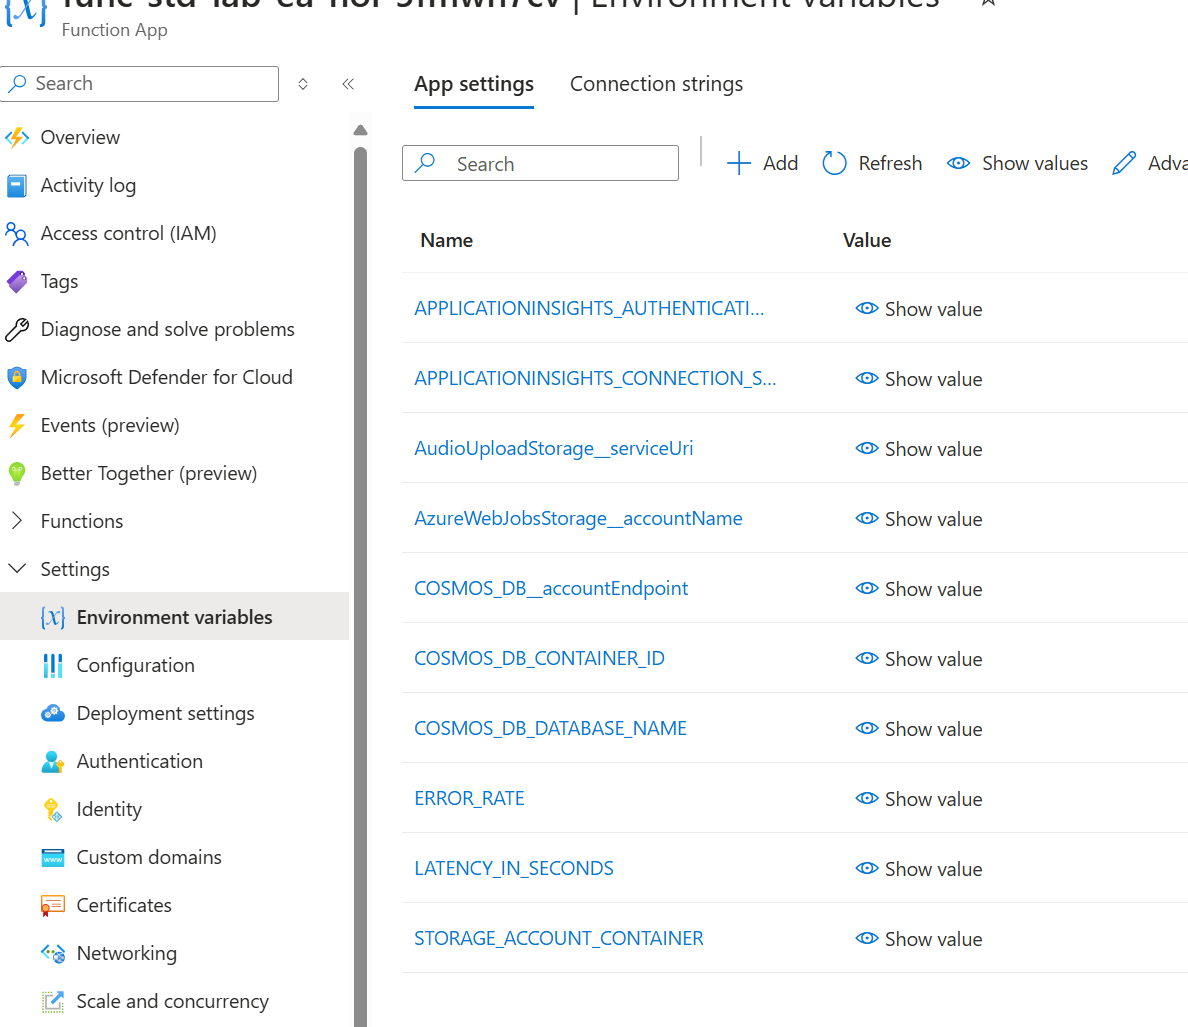 Environment variables
Function App
Search
Overview
Activity log
Access control (IAM)
Tags
Diagnose and solve problems
Microsoft Defender for Cloud
Events (preview)
Better Together (preview)
Functions
Settings
Environment variables
Configuration
Deployment settings
Authentication
Identity
Custom domains
Certificates
Networking
Scale and concurrency
App settings Connection strings
Search Add Refresh Show values Adva
Name Value
APPLICATIONINSIGHTS_AUTHENTICATI... Show value
APPLICATIONINSIGHTS_CONNECTION_S... Show value
AudioUploadStorage__serviceUri Show value
AzureWebJobsStorage__accountName Show value
COSMOS_DB__accountEndpoint Show value
COSMOS_DB_CONTAINER_ID Show value
COSMOS_DB_DATABASE_NAME Show value
ERROR_RATE Show value
LATENCY_IN_SECONDS Show value
STORAGE_ACCOUNT_CONTAINER Show value